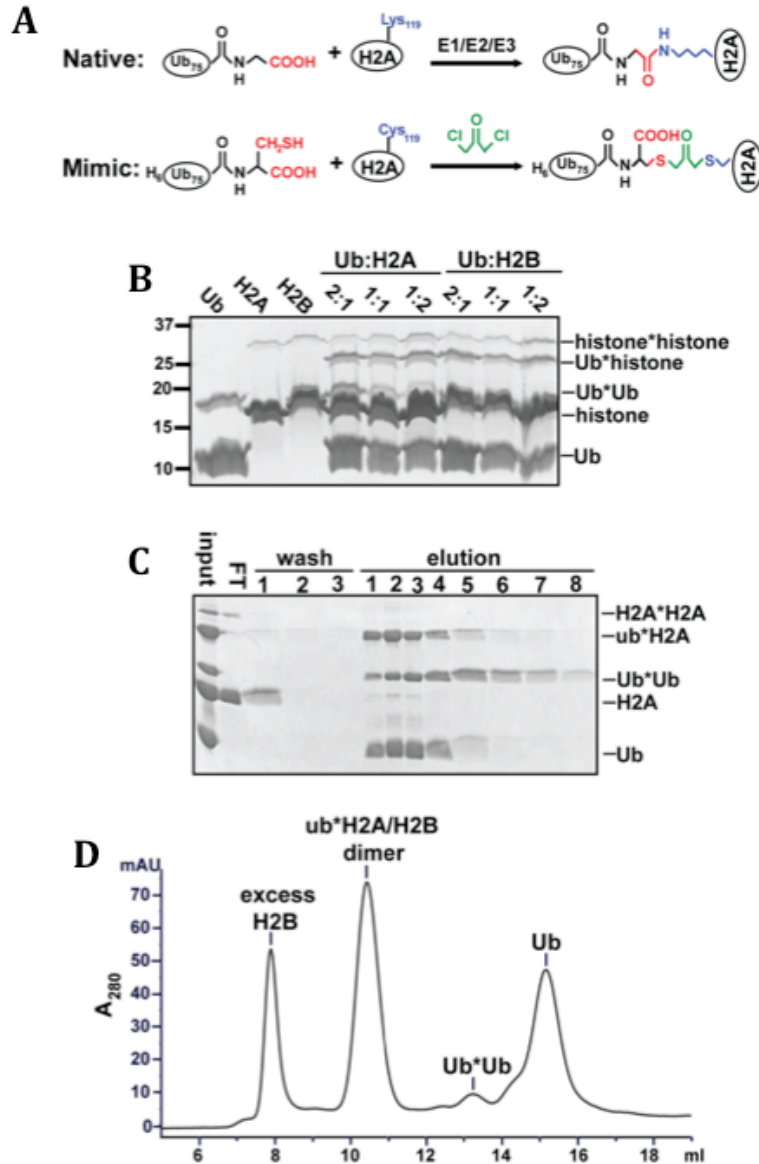 A
Native:
Ub75
O
N
H
COOH
+
Lys119
H2A
E1/E2/E3
Ub75
O
N
H
O
H
N
H2A
Mimic:
H6
Ub75
O
N
H
CH2SH
COOH
+
Cys119
H2A
Cl
O
Cl
H6
Ub75
O
N
H
COOH
S
O
S
H2A
B
Ub:H2A Ub:H2B
Ub H2A H2B 2:1 1:1 1:2 2:1 1:1 1:2
37
25
20
15
10
histone*histone
Ub*histone
Ub*Ub
histone
Ub
C
input FT wash elution
1 2 3 1 2 3 4 5 6 7 8
H2A*H2A
ub*H2A
Ub*Ub
H2A
Ub
D
mAU
A280
70
60
50
40
30
20
10
0
excess
H2B
ub*H2A/H2B
dimer
Ub*Ub
Ub
6 8 10 12 14 16 18 ml